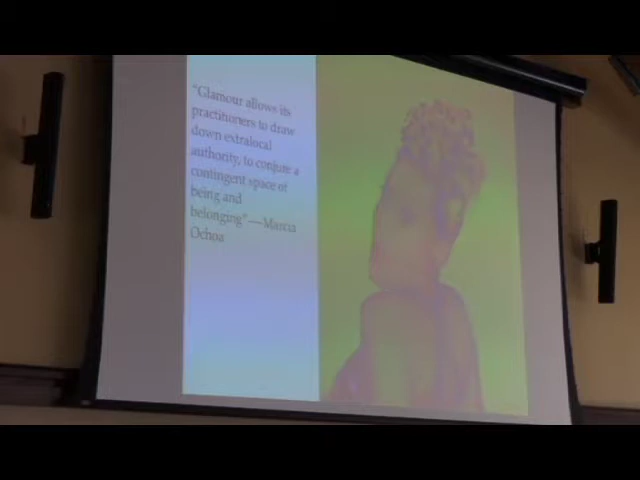 "Glamour allows its
practitioners to draw
down extralocal
authority, to conjure a
contingent space of
being and
belonging"—Marcia
Ochoa